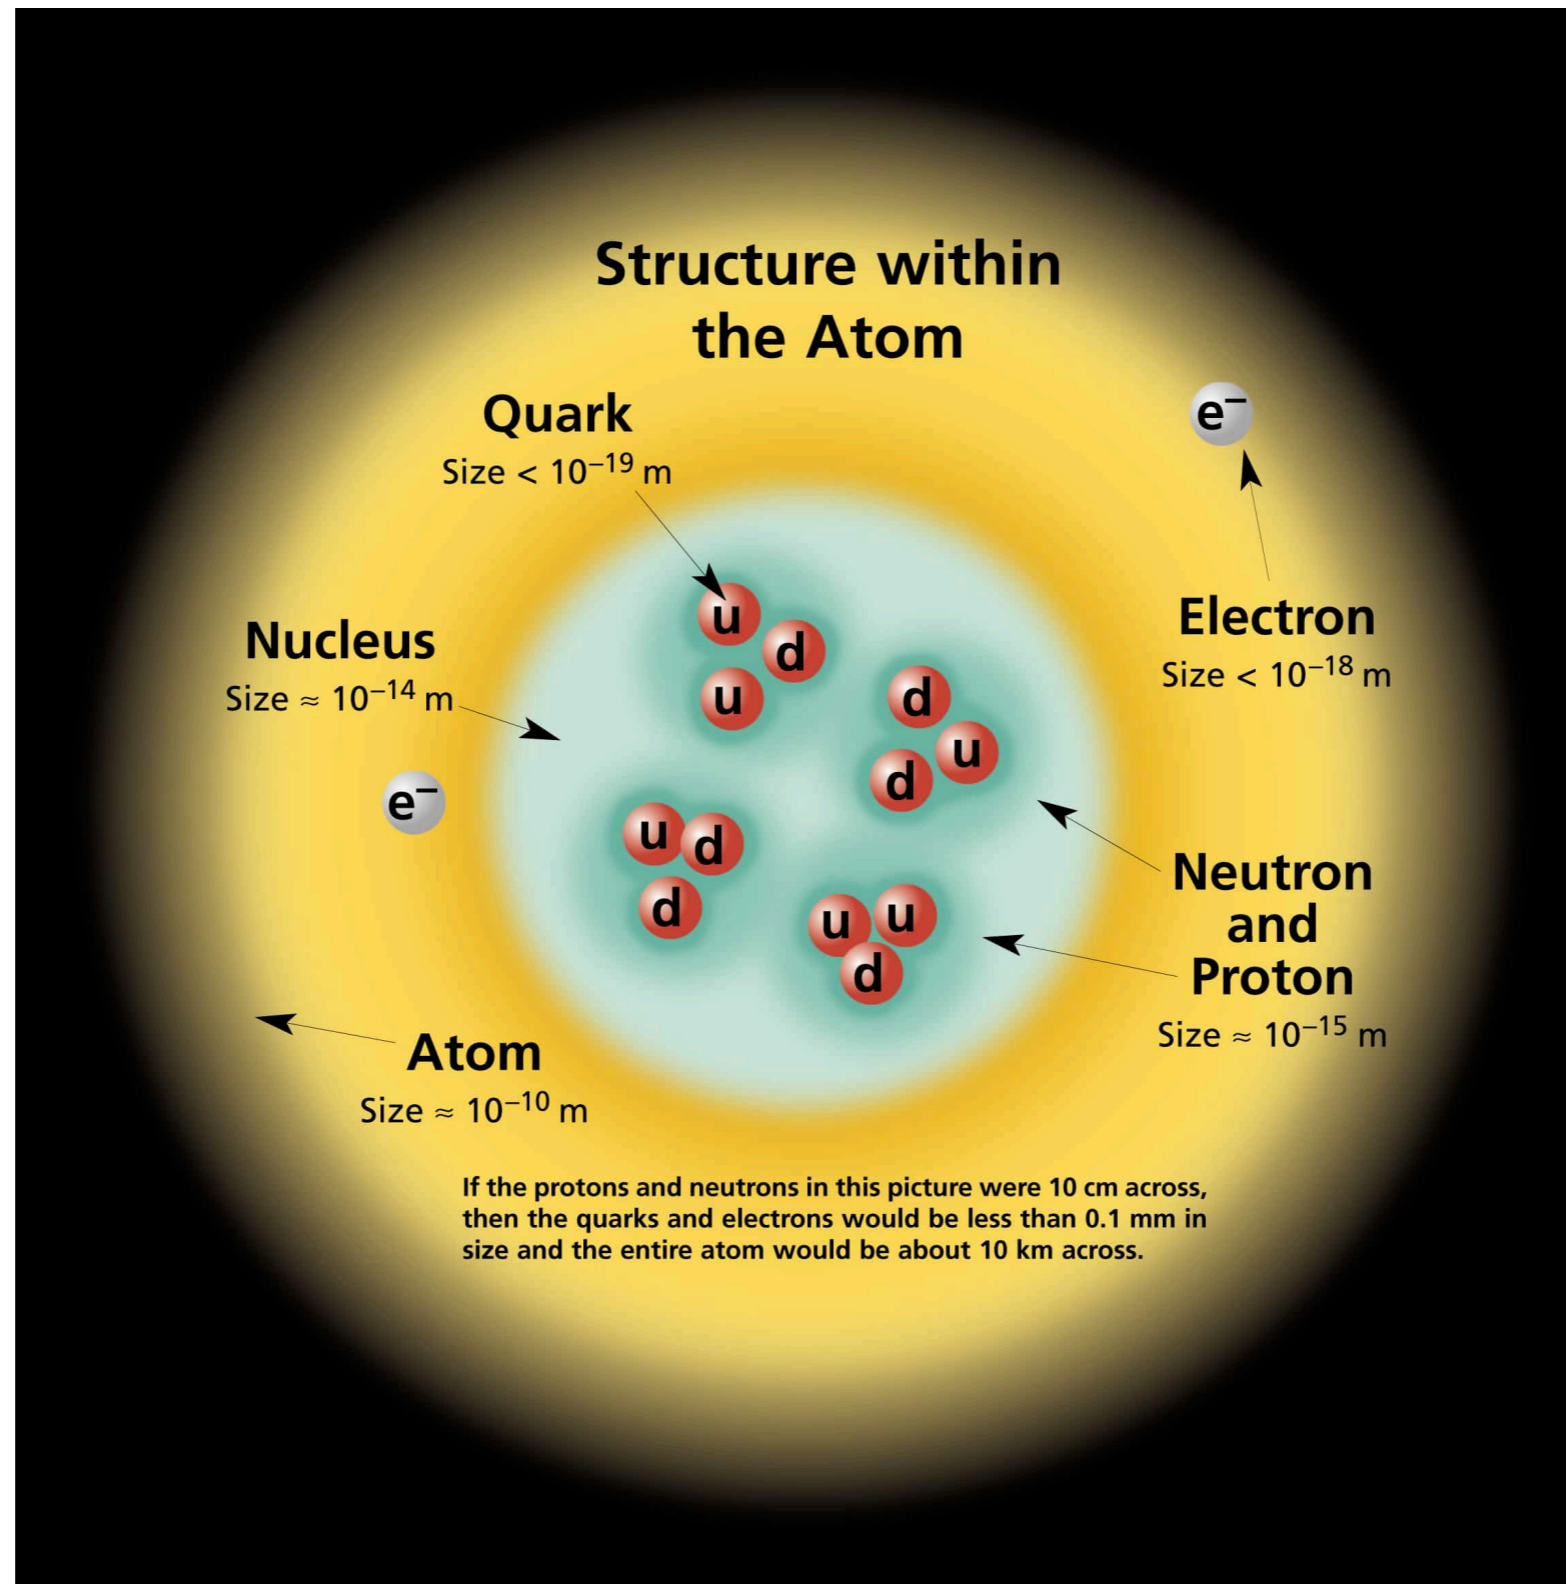 Structure within
the Atom
Quark
Size < 10⁻¹⁹ m
e⁻
u
d
u
Nucleus
Size ≈ 10⁻¹⁴ m
Electron
Size < 10⁻¹⁸ m
d
u
d
e⁻
u d
d
Neutron
and
Proton
Size ≈ 10⁻¹⁵ m
u u
d
Atom
Size ≈ 10⁻¹⁰ m
If the protons and neutrons in this picture were 10 cm across,
then the quarks and electrons would be less than 0.1 mm in
size and the entire atom would be about 10 km across.